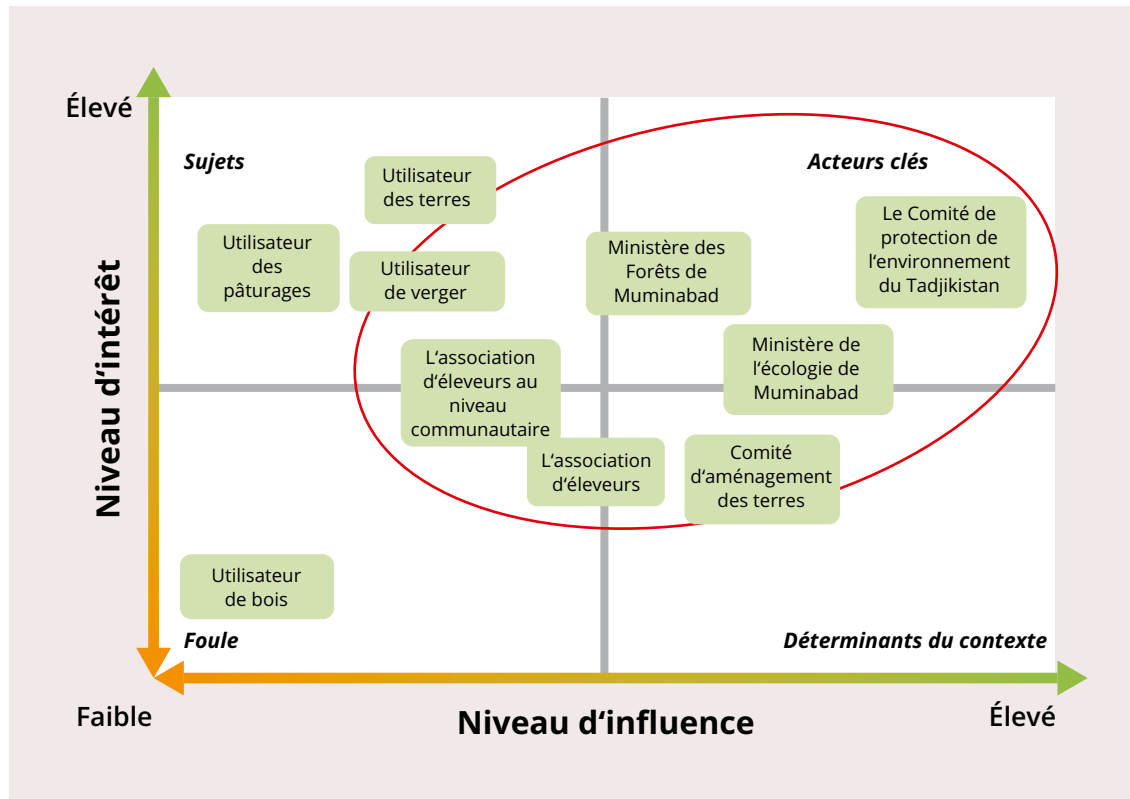 Élevé
Sujets
Acteurs clés
Utilisateur
des terres
Utilisateur
des
pâturages
Utilisateur
de verger
Ministère des
Forêts de
Muminabad
Le Comité de
protection de
l‘environnement
du Tadjikistan
L‘association
d‘éleveurs au
niveau
communautaire
Ministère de
l‘écologie de
Muminabad
L‘association
d‘éleveurs
Comité
d‘aménagement
des terres
Utilisateur
de bois
Foule
Déterminants du contexte
Niveau d‘intérêt
Faible
Niveau d‘influence
Élevé